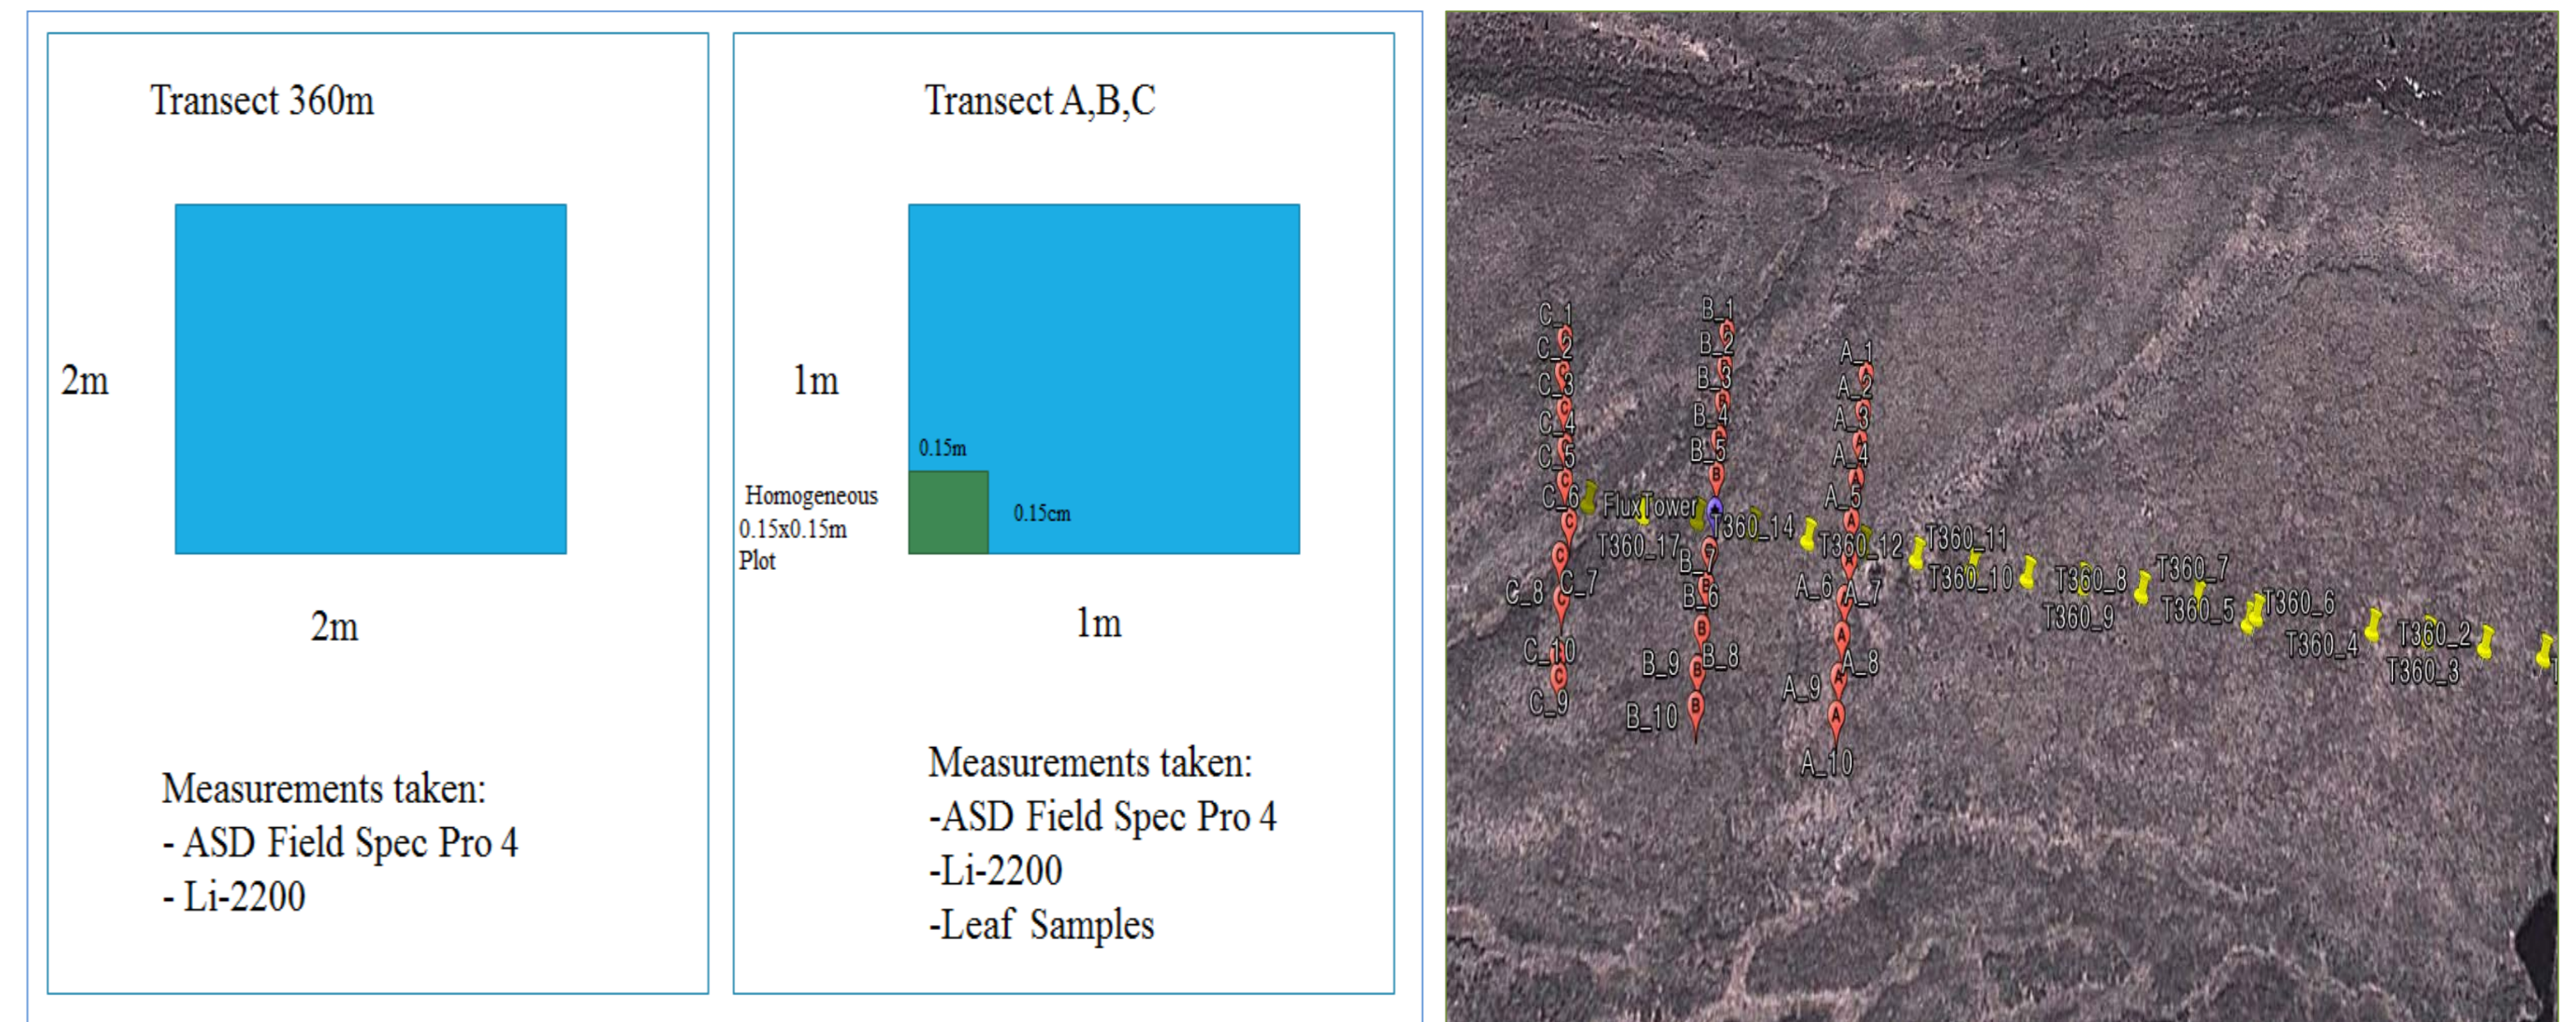 Transect 360m
2m
2m
Measurements taken:
- ASD Field Spec Pro 4
- Li-2200
Transect A,B,C
1m
0.15m
Homogeneous
0.15x0.15m
Plot
0.15cm
1m
Measurements taken:
-ASD Field Spec Pro 4
-Li-2200
-Leaf Samples
C_1
C_2
C_3
C_4
C_5
C_6
C_7
C_8
C_10
C_9
B_1
B_2
B_3
B_4
B_5
B_7
B_6
B_8
B_9
B_10
A_1
A_2
A_3
A_4
A_5
A_6
A_7
A_8
A_9
A_10
FluxTower
T360_17
T360_14
T360_12
T360_11
T360_10
T360_8
T360_9
T360_7
T360_5
T360_6
T360_4
T360_2
T360_3